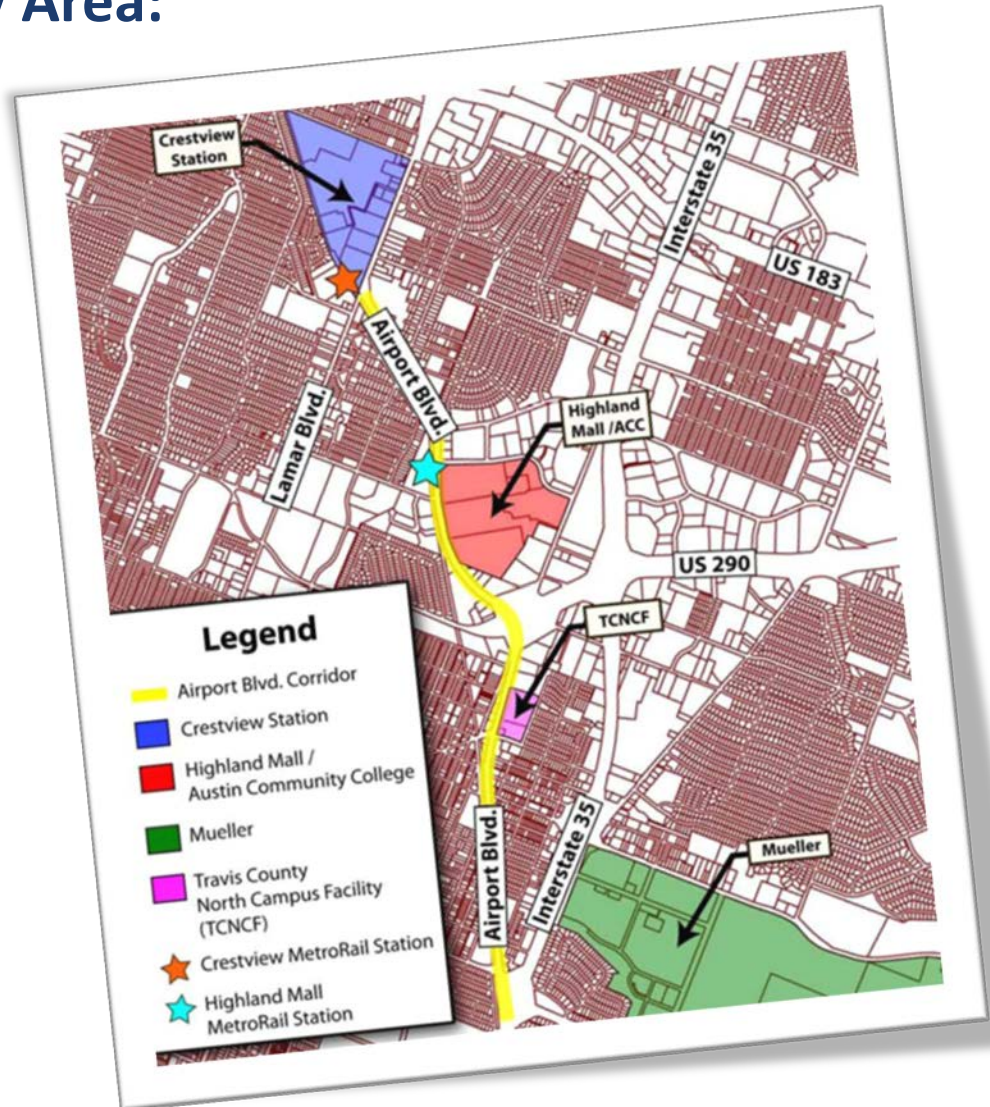 Area:
Crestview
Station
Interstate 35
US 183
Airport Blvd.
Lamar Blvd.
Highland
Mall /ACC
US 290
TCNCF
Legend
Airport Blvd. Corridor
Crestview Station
Highland Mall /
Austin Community College
Mueller
Travis County
North Campus Facility
(TCNCF)
Crestview MetroRail Station
Highland Mall
MetroRail Station
Airport Blvd.
Interstate 35
Mueller